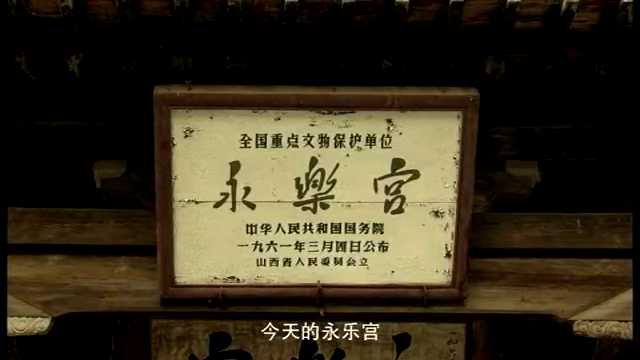 全国重点文物保护单位
永樂宫
中华人民共和国国务院
一九六一年三月四日公布
山西省人民委员会立
今天的永乐宫